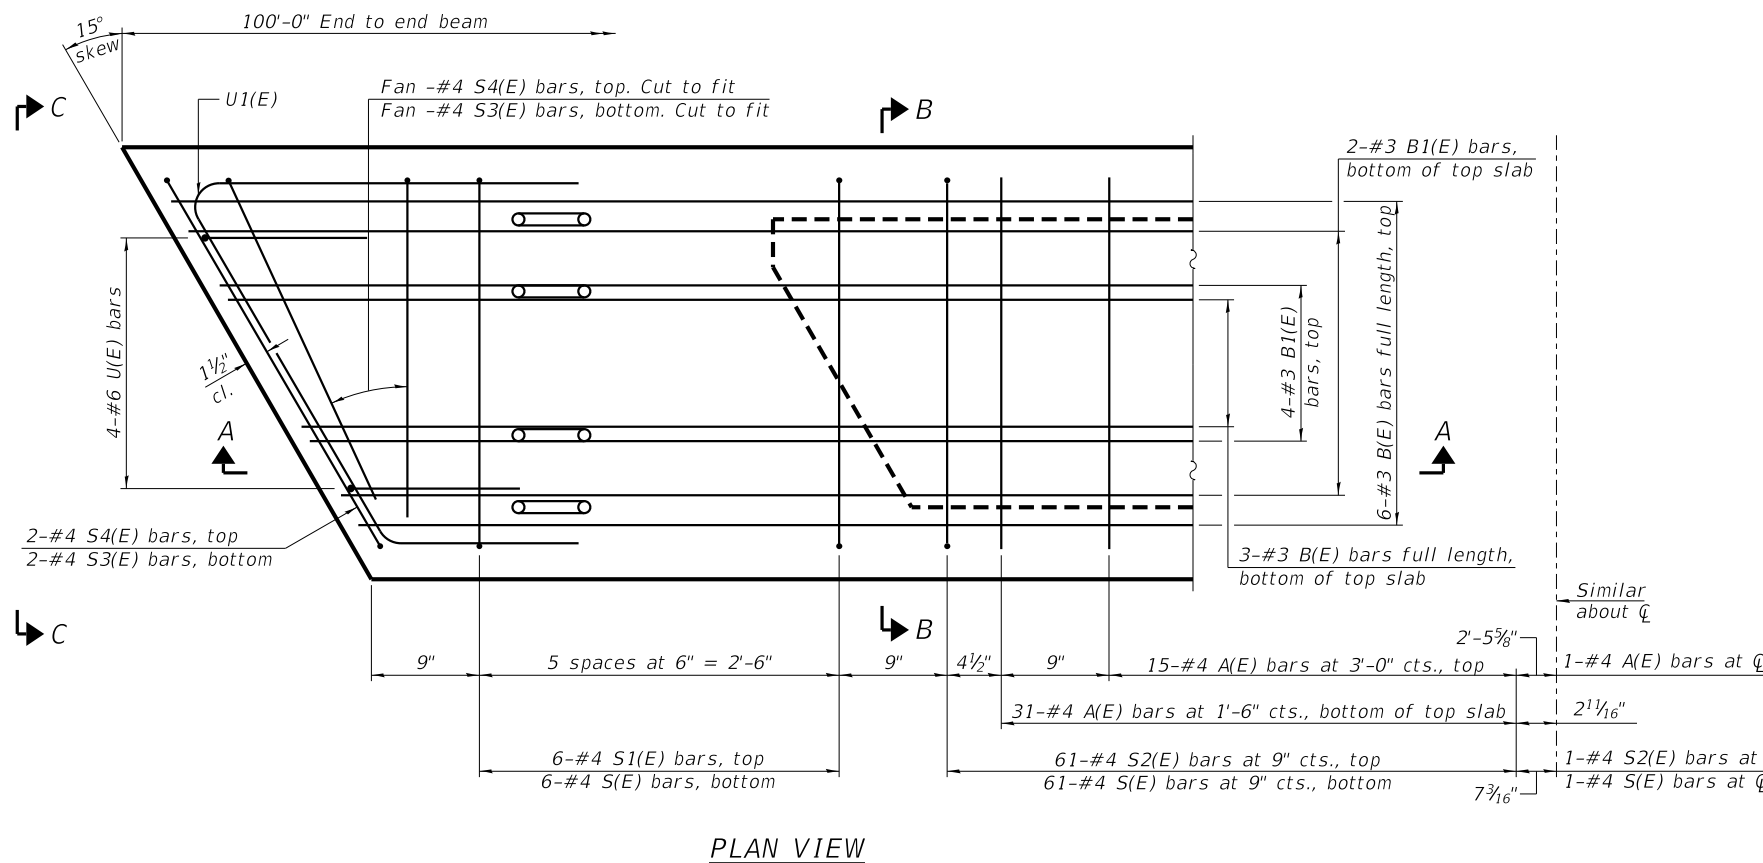 15°
skew
100'-0" End to end beam
C
U1(E)
Fan -#4 S4(E) bars, top. Cut to fit
Fan -#4 S3(E) bars, bottom. Cut to fit
B
2-#3 B1(E) bars,
bottom of top slab
4-#6 U(E) bars
1½"
cl.
A
4-#3 B1(E)
bars, top
6-#3 B(E) bars full length, top
A
2-#4 S4(E) bars, top
2-#4 S3(E) bars, bottom
3-#3 B(E) bars full length,
bottom of top slab
Similar
about ℄
C
B
9"
5 spaces at 6" = 2'-6"
9"
4½"
9"
15-#4 A(E) bars at 3'-0" cts., top
2'-5⅝"
1-#4 A(E) bars at ℄
31-#4 A(E) bars at 1'-6" cts., bottom of top slab
2 11/16"
6-#4 S1(E) bars, top
6-#4 S(E) bars, bottom
61-#4 S2(E) bars at 9" cts., top
61-#4 S(E) bars at 9" cts., bottom
7 3/16"
1-#4 S2(E) bars at
1-#4 S(E) bars at ℄
PLAN VIEW